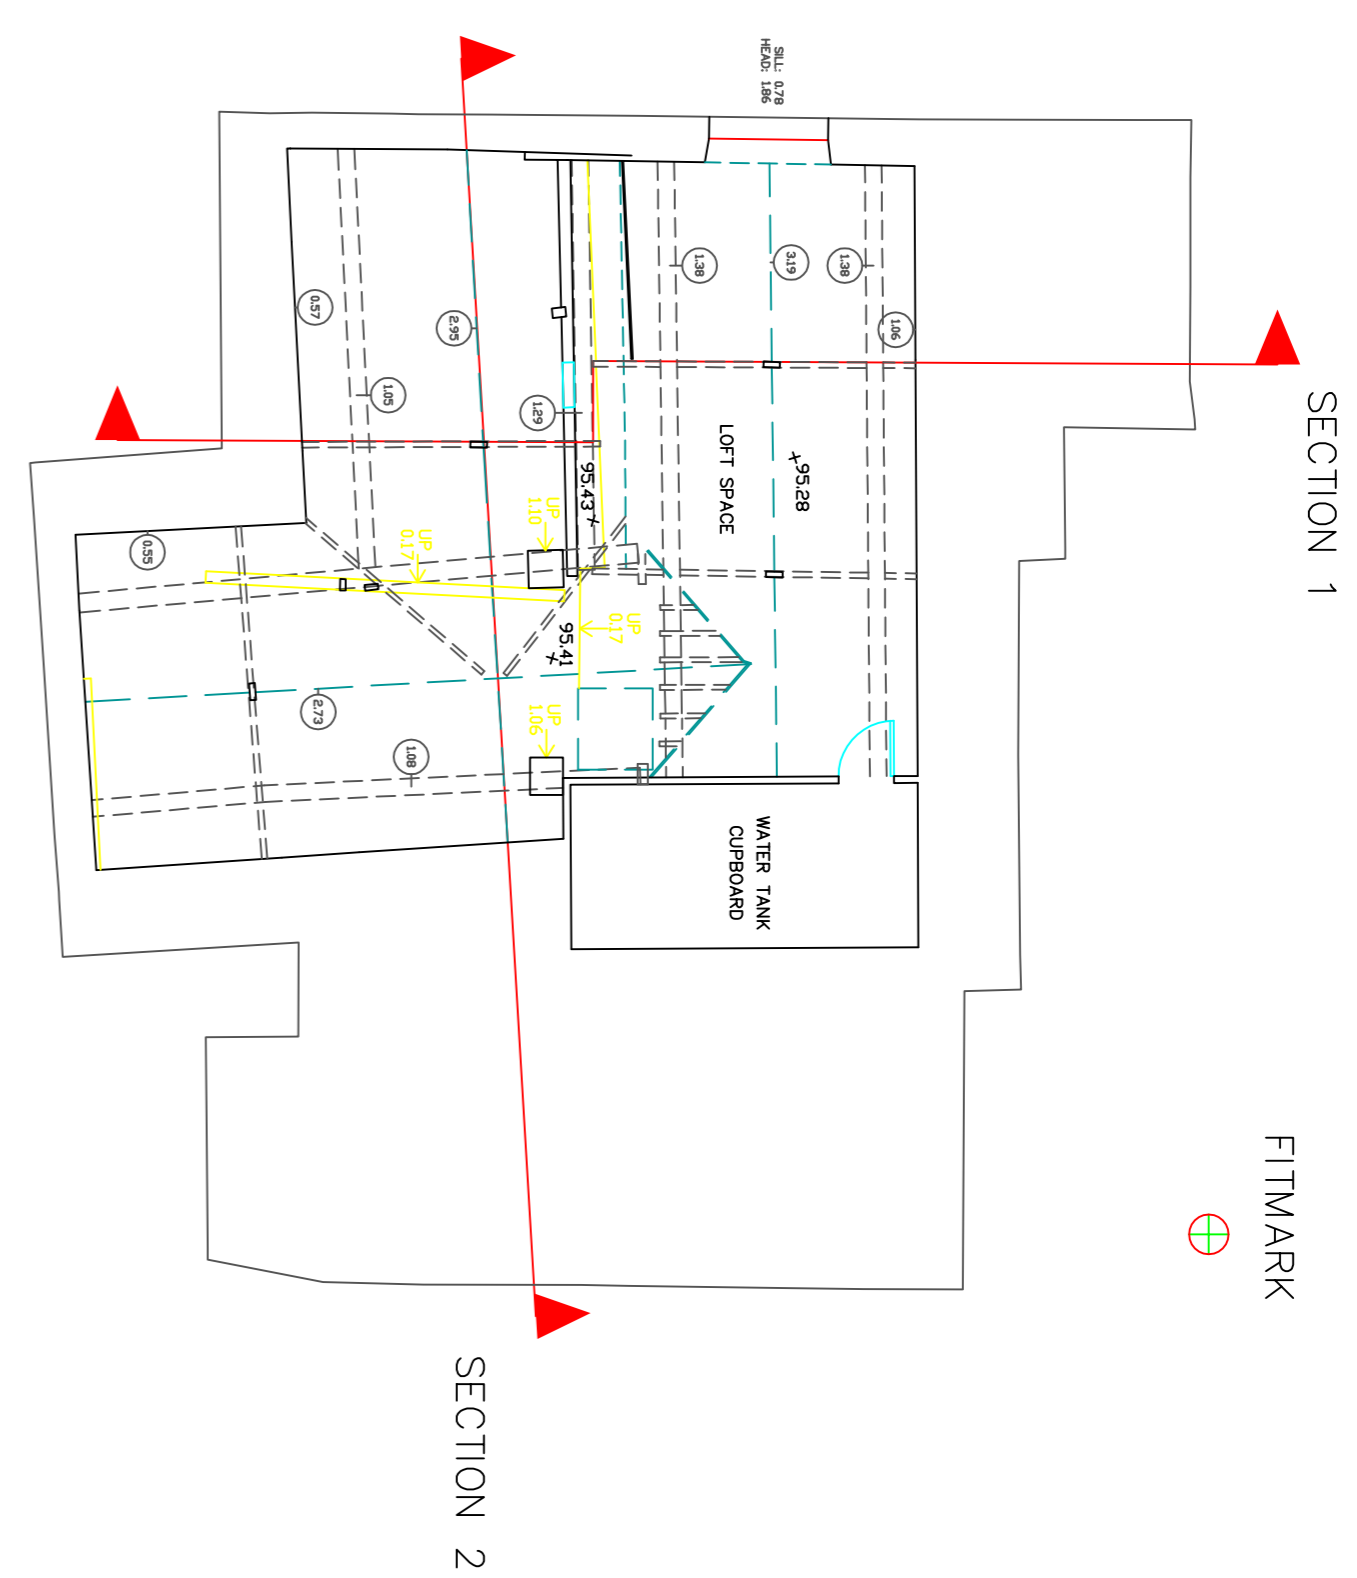 SECTION 1
FITMARK
SILL: 0.78
HEAD: 1.86
1.06
1.38
3.19
1.38
+95.28
LOFT SPACE
95.43+
1.29
2.95
0.57
1.05
UP
1.10
UP
0.17
UP
0.17
95.41
+
0.55
2.73
1.08
UP
1.06
WATER TANK
CUPBOARD
SECTION 2